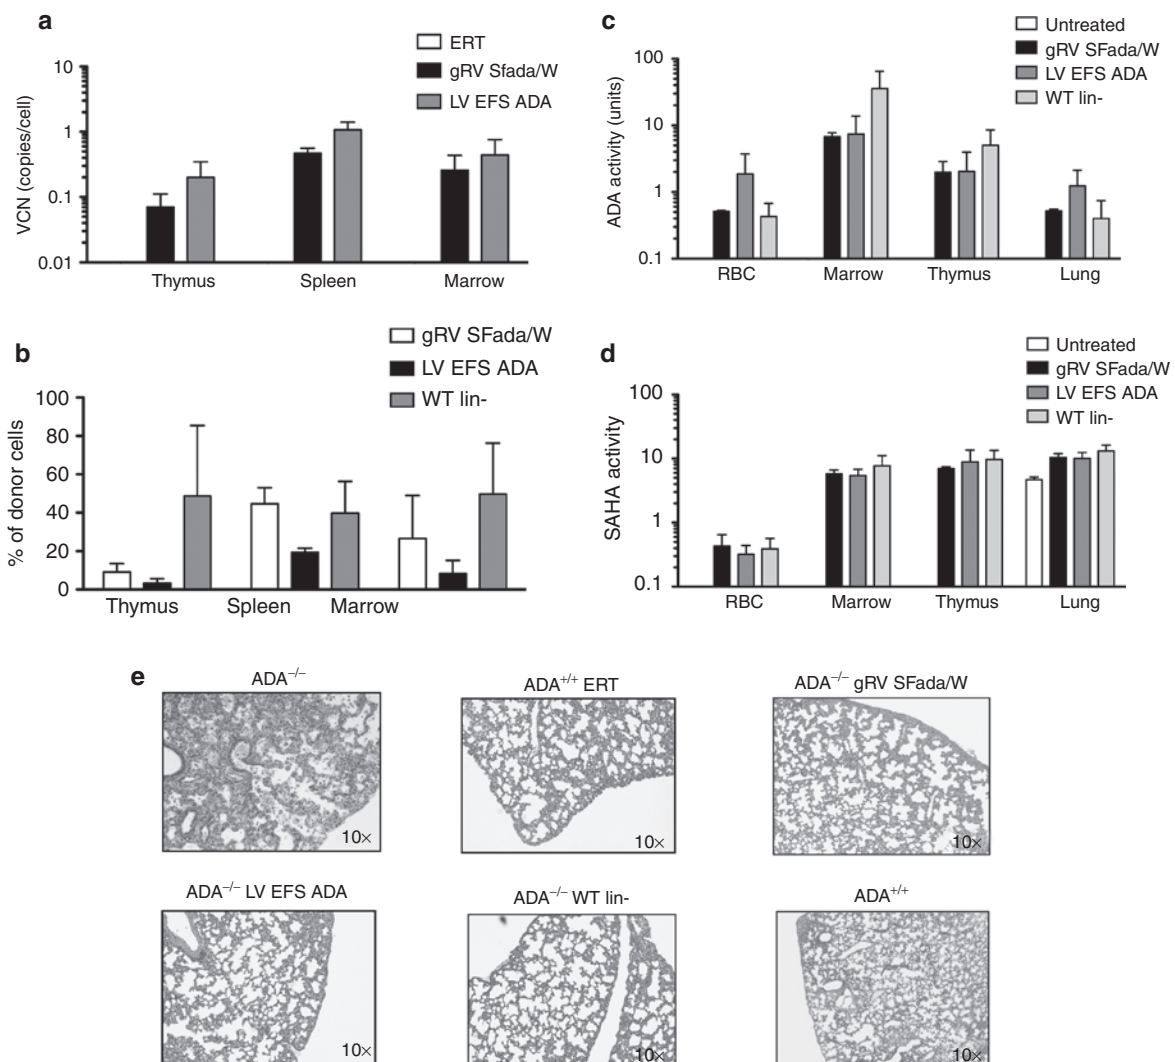 a
ERT
gRV Sfada/W
LV EFS ADA
VCN (copies/cell)
10
1
0.1
0.01
Thymus Spleen Marrow
b
gRV SFada/W
LV EFS ADA
WT lin-
% of donor cells
100
80
60
40
20
0
Thymus Spleen Marrow
c
Untreated
gRV SFada/W
LV EFS ADA
WT lin-
ADA activity (units)
100
10
1
0.1
RBC Marrow Thymus Lung
d
Untreated
gRV SFada/W
LV EFS ADA
WT lin-
SAHA activity
100
10
1
0.1
RBC Marrow Thymus Lung
e
ADA−/−
10×
ADA+/+ ERT
10×
ADA−/− gRV SFada/W
10×
ADA−/− LV EFS ADA
10×
ADA−/− WT lin-
10×
ADA+/+
10×